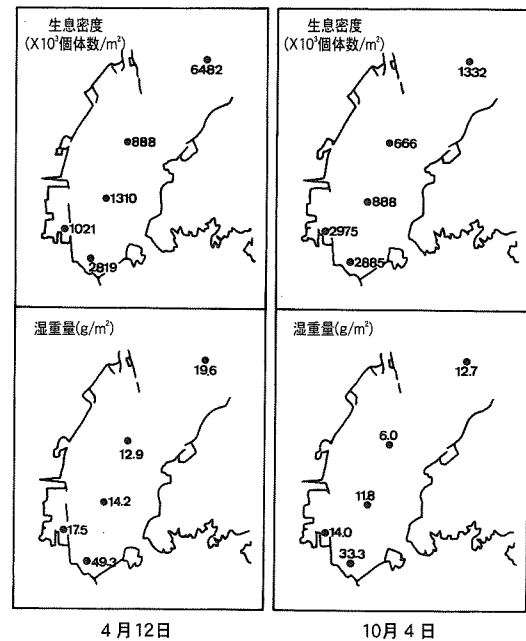 生息密度
(X10³個体数/m²)
6482
888
1310
1021
2819
生息密度
(X10³個体数/m²)
1332
666
888
2975
2885
湿重量(g/m²)
19.6
12.9
14.2
17.5
49.3
湿重量(g/m²)
12.7
6.0
11.8
14.0
33.3
4月12日
10月4日